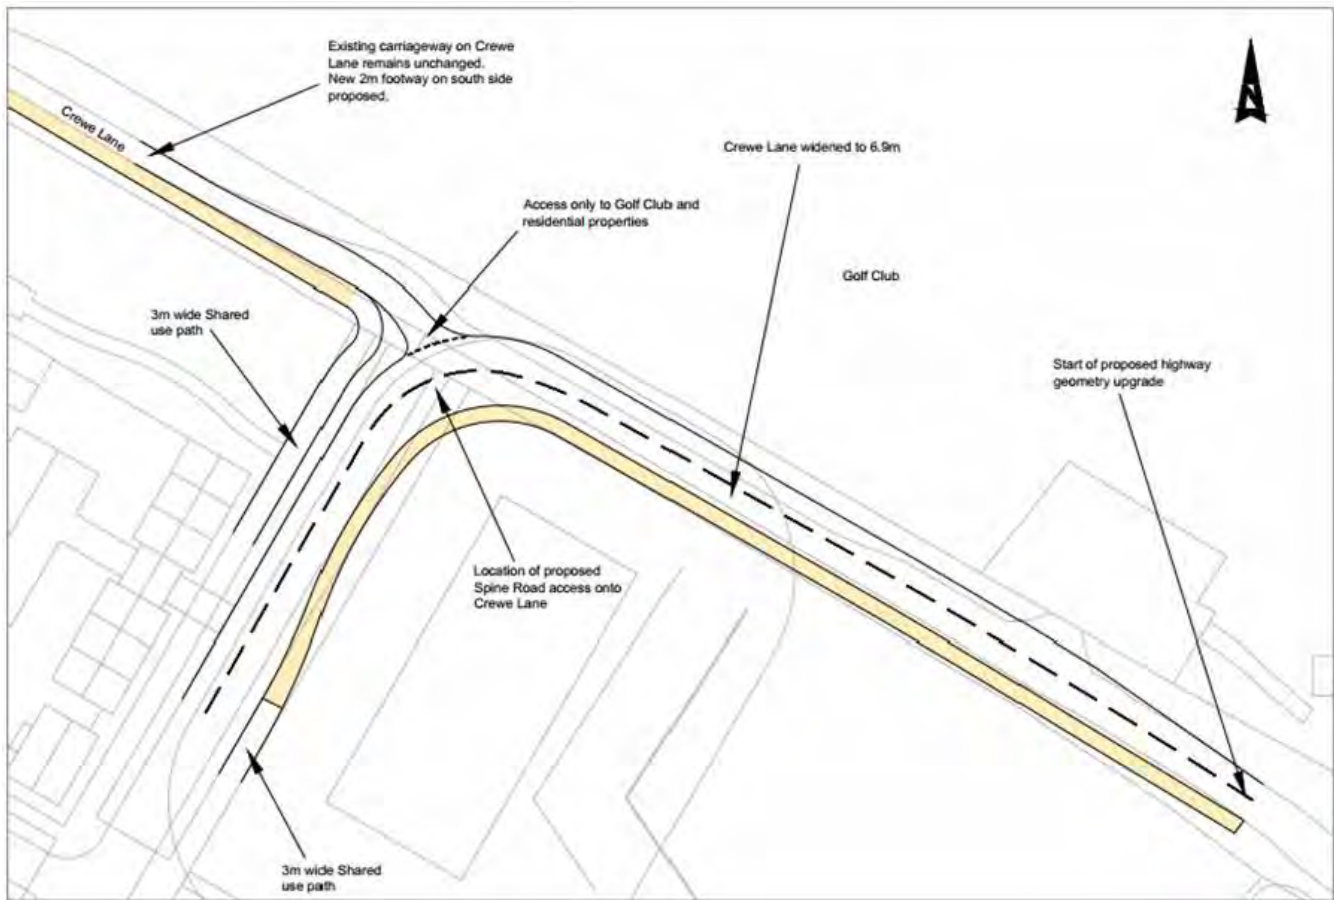 Existing carriageway on Crewe
Lane remains unchanged.
New 2m footway on south side
proposed.
Crewe Lane
N
Crewe Lane widened to 6.9m
Access only to Golf Club and
residential properties
Golf Club
3m wide Shared
use path
Start of proposed highway
geometry upgrade
Location of proposed
Spine Road access onto
Crewe Lane
3m wide Shared
use path